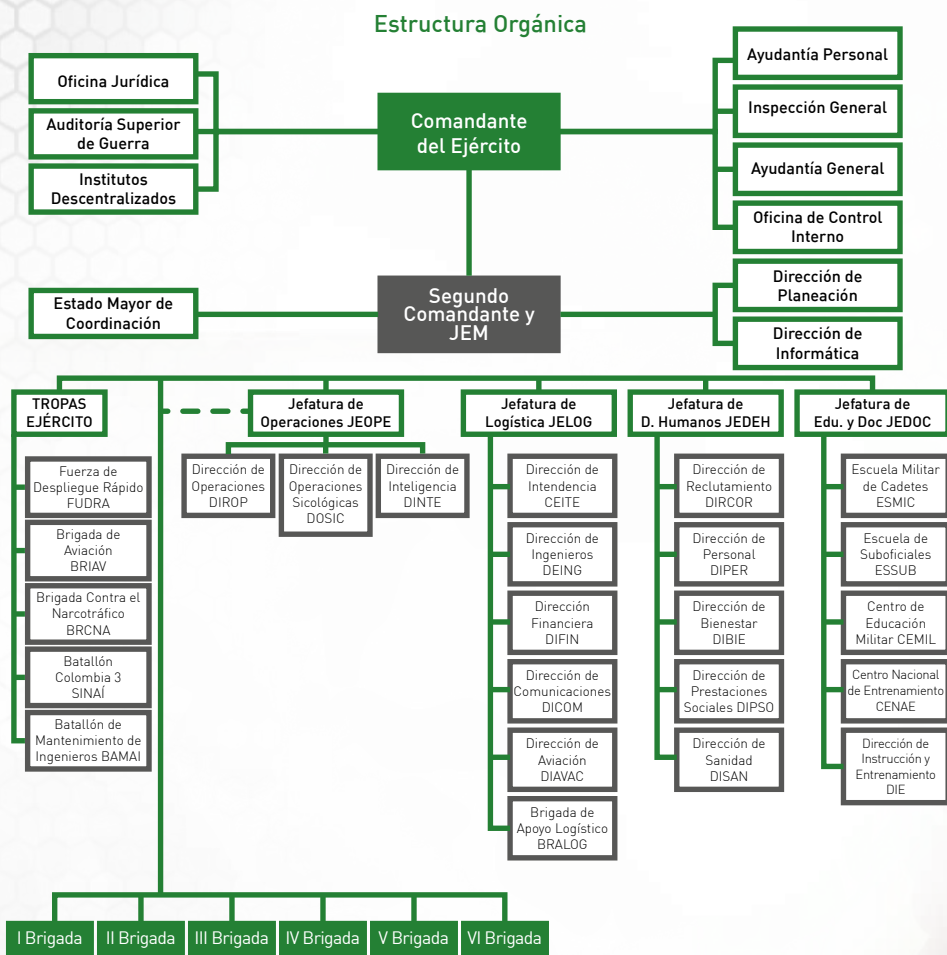 Estructura Orgánica
Oficina Jurídica
Auditoría Superior
de Guerra
Institutos
Descentralizados
Comandante
del Ejército
Ayudantía Personal
Inspección General
Ayudantía General
Oficina de Control
Interno
Estado Mayor de
Coordinación
Segundo
Comandante y
JEM
Dirección de
Planeación
Dirección de
Informática
TROPAS
EJÉRCITO
Fuerza de
Despliegue Rápido
FUDRA
Brigada de
Aviación
BRIAV
Brigada Contra el
Narcotráfico
BRCNA
Batallón
Colombia 3
SINAÍ
Batallón de
Mantenimiento de
Ingenieros BAMAI
Jefatura de
Operaciones JEOPE
Dirección de
Operaciones
DIROP
Dirección de
Operaciones
Sicológicas
DOSIC
Dirección de
Inteligencia
DINTE
Jefatura de
Logística JELOG
Dirección de
Intendencia
CEITE
Dirección de
Ingenieros
DEING
Dirección
Financiera
DIFIN
Dirección de
Comunicaciones
DICOM
Dirección de
Aviación
DIAVAC
Brigada de
Apoyo Logístico
BRALOG
Jefatura de
D. Humanos JEDEH
Dirección de
Reclutamiento
DIRCOR
Dirección de
Personal
DIPER
Dirección de
Bienestar
DIBIE
Dirección de
Prestaciones
Sociales DIPSO
Dirección de
Sanidad
DISAN
Jefatura de
Edu. y Doc JEDOC
Escuela Militar
de Cadetes
ESMIC
Escuela de
Suboficiales
ESSUB
Centro de
Educación
Militar CEMIL
Centro Nacional
de Entrenamiento
CENAE
Dirección de
Instrucción y
Entrenamiento
DIE
I Brigada
II Brigada
III Brigada
IV Brigada
V Brigada
VI Brigada